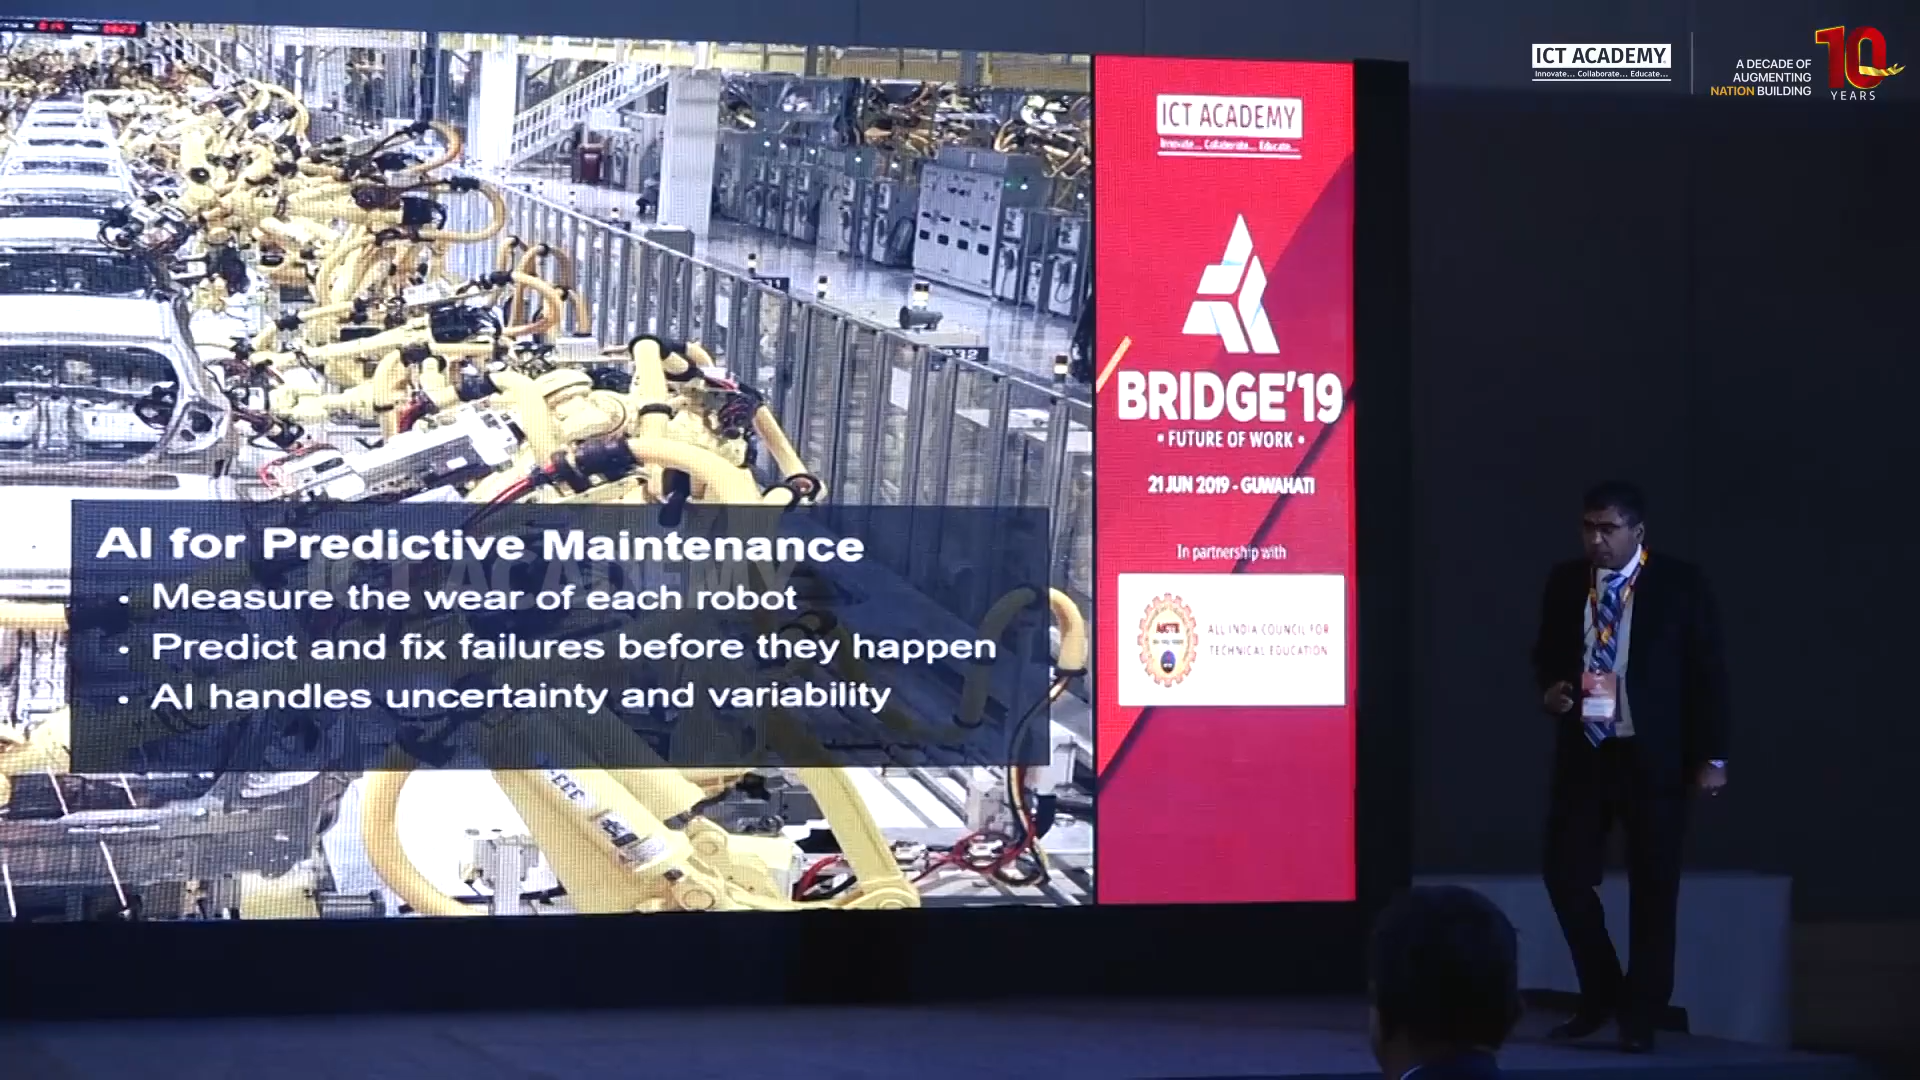 ICT ACADEMY
Innovate... Collaborate... Educate...
A DECADE OF
AUGMENTING
NATION BUILDING
10
YEARS
ICT ACADEMY
Innovate... Collaborate... Educate...
BRIDGE'19
• FUTURE OF WORK •
21 JUN 2019 - GUWAHATI
In partnership with
AICTE
ALL INDIA COUNCIL FOR
TECHNICAL EDUCATION
AI for Predictive Maintenance
• Measure the wear of each robot
• Predict and fix failures before they happen
• AI handles uncertainty and variability
ICT ACADEMY